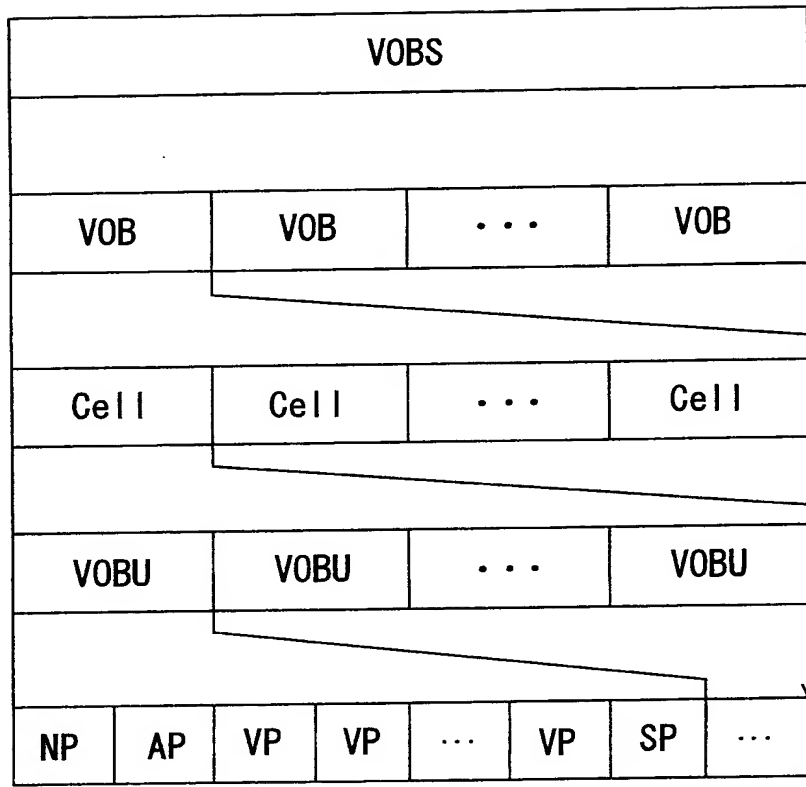 VOBS
VOB VOB ... VOB
Cell Cell ... Cell
VOBU VOBU ... VOBU
NP AP VP VP ... VP SP ...